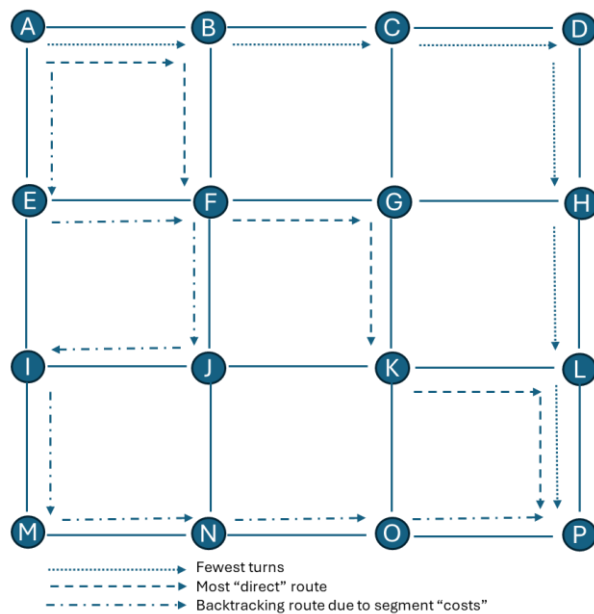 A B C D
E F G H
I J K L
M N O P
Fewest turns
Most “direct” route
Backtracking route due to segment “costs”